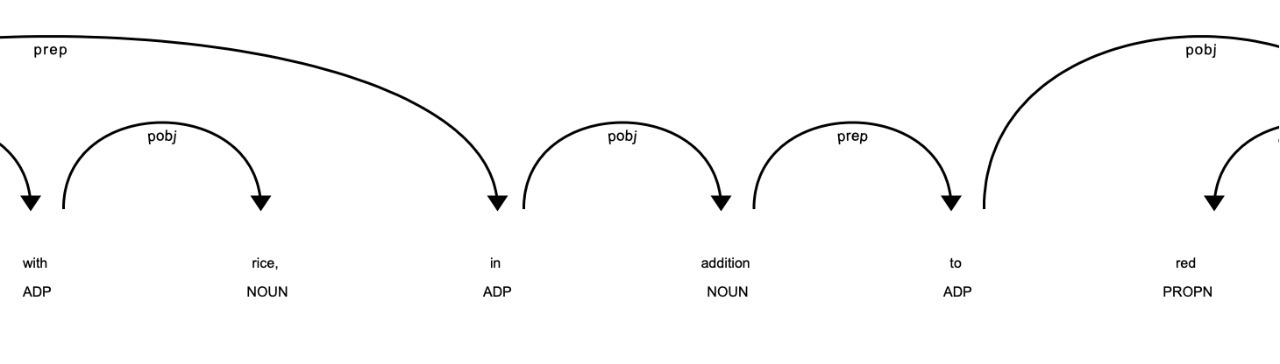 prep
pobj
pobj
pobj
prep
with rice, in addition to red
ADP NOUN ADP NOUN ADP PROPN